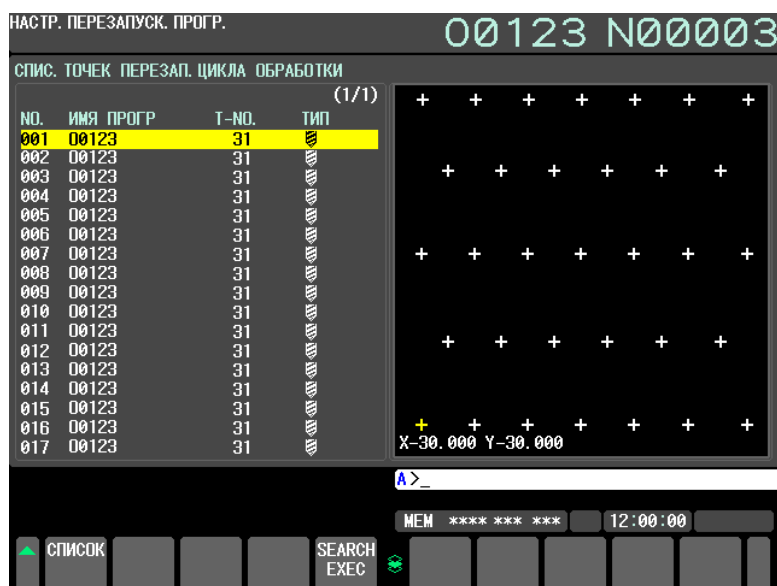 НАСТР. ПЕРЕЗАПУСК. ПРОГР.
O0123 N00003
СПИС. ТОЧЕК ПЕРЕЗАП. ЦИКЛА ОБРАБОТКИ
(1/1)
NO. ИМЯ ПРОГР T-NO. ТИП
001 O0123 31
002 O0123 31
003 O0123 31
004 O0123 31
005 O0123 31
006 O0123 31
007 O0123 31
008 O0123 31
009 O0123 31
010 O0123 31
011 O0123 31
012 O0123 31
013 O0123 31
014 O0123 31
015 O0123 31
016 O0123 31
017 O0123 31
X-30.000 Y-30.000
A>_
MEM **** *** *** 12:00:00
СПИСОК
SEARCH
EXEC